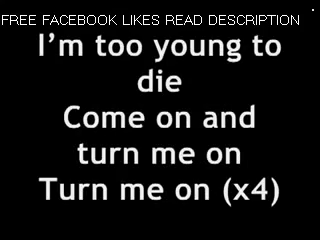 FREE FACEBOOK LIKES READ DESCRIPTION
I’m too young to
die
Come on and
turn me on
Turn me on (x4)